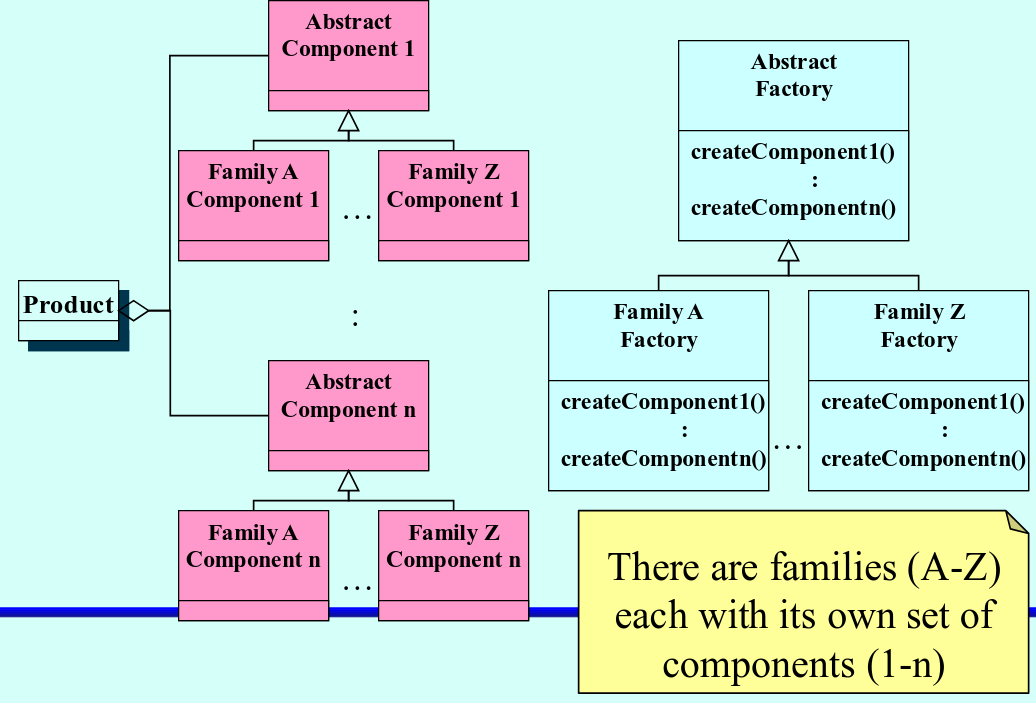 Abstract
Component 1
Family A
Component 1
...
Family Z
Component 1
Product
:
Abstract
Component n
Family A
Component n
...
Family Z
Component n
Abstract
Factory
createComponent1()
:
createComponentn()
Family A
Factory
createComponent1()
:
createComponentn()
...
Family Z
Factory
createComponent1()
:
createComponentn()
There are families (A-Z)
each with its own set of
components (1-n)